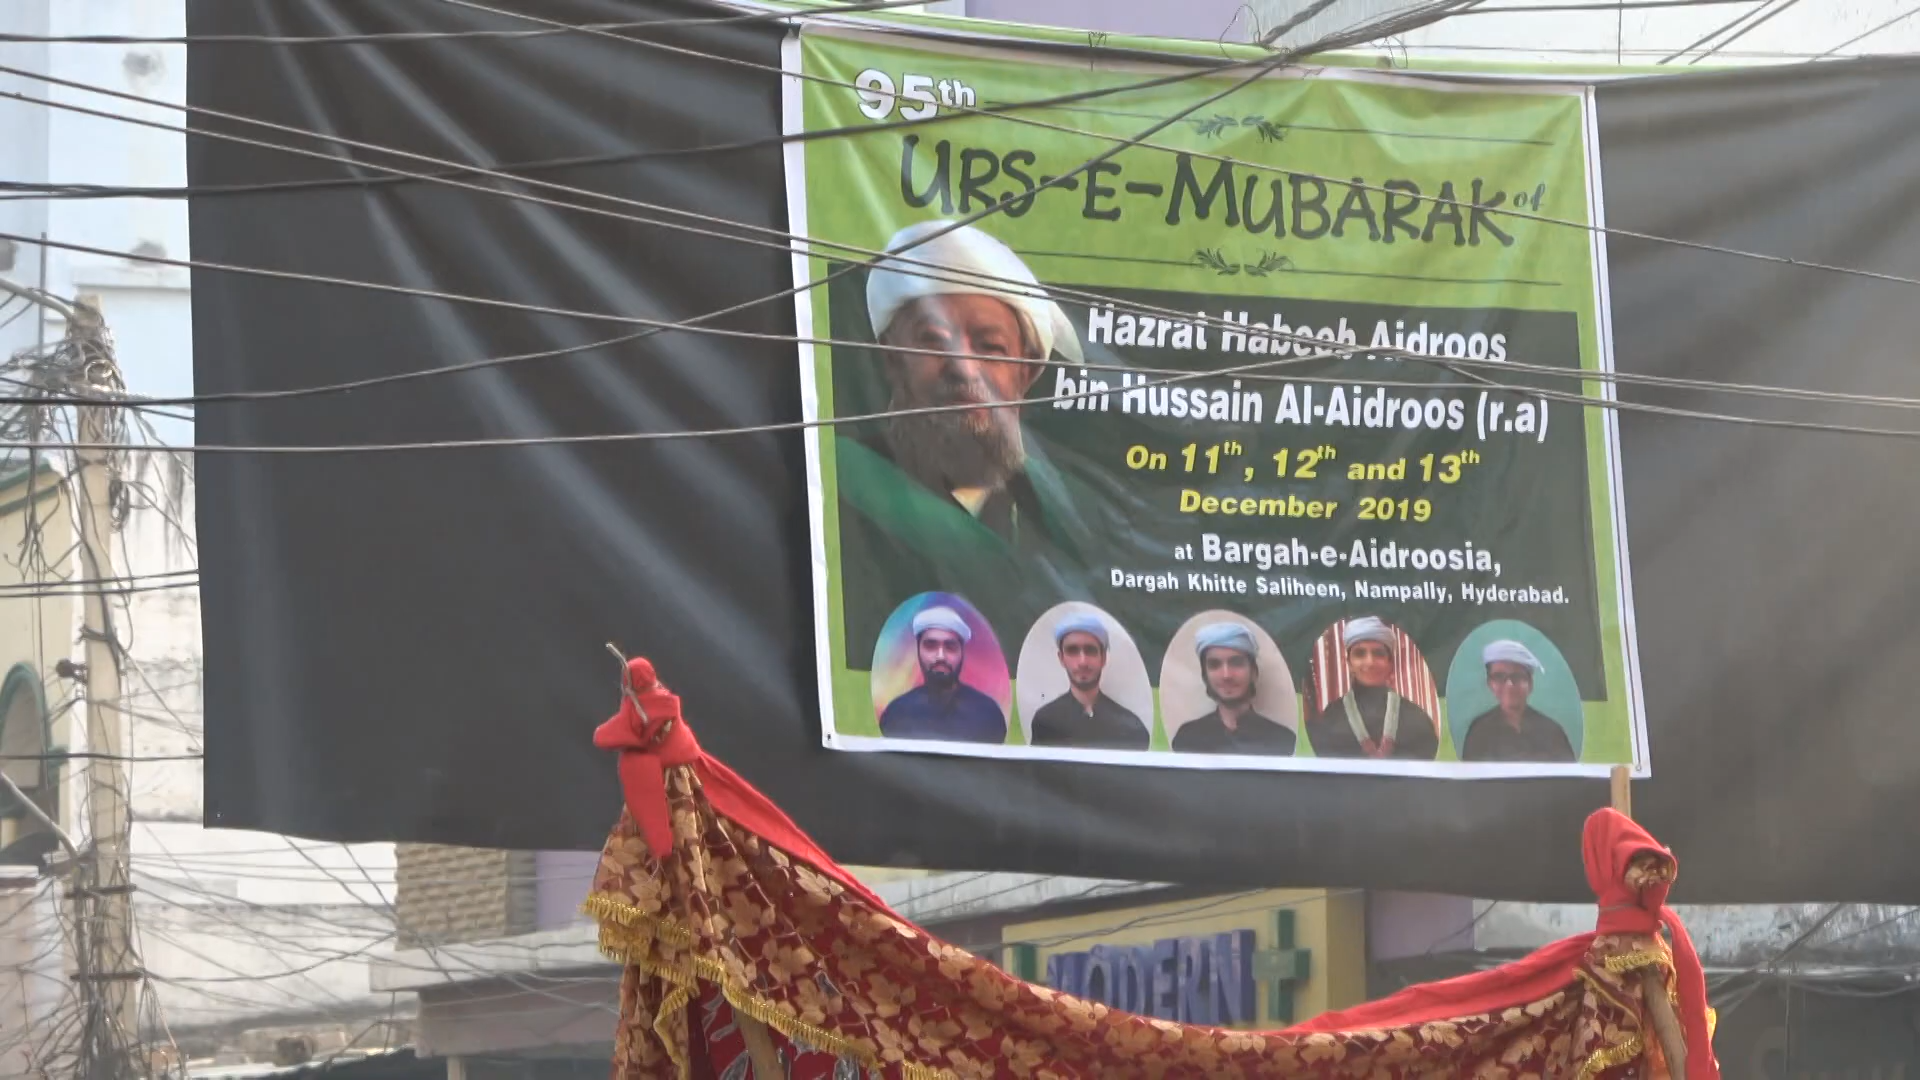 95th
URS-E-MUBARAK of
Hazrat Habeeb Aidroos
bin Hussain Al-Aidroos (r.a)
On 11th, 12th and 13th
December 2019
at Bargah-e-Aidroosia,
Dargah Khitte Saliheen, Nampally, Hyderabad.
MODERN